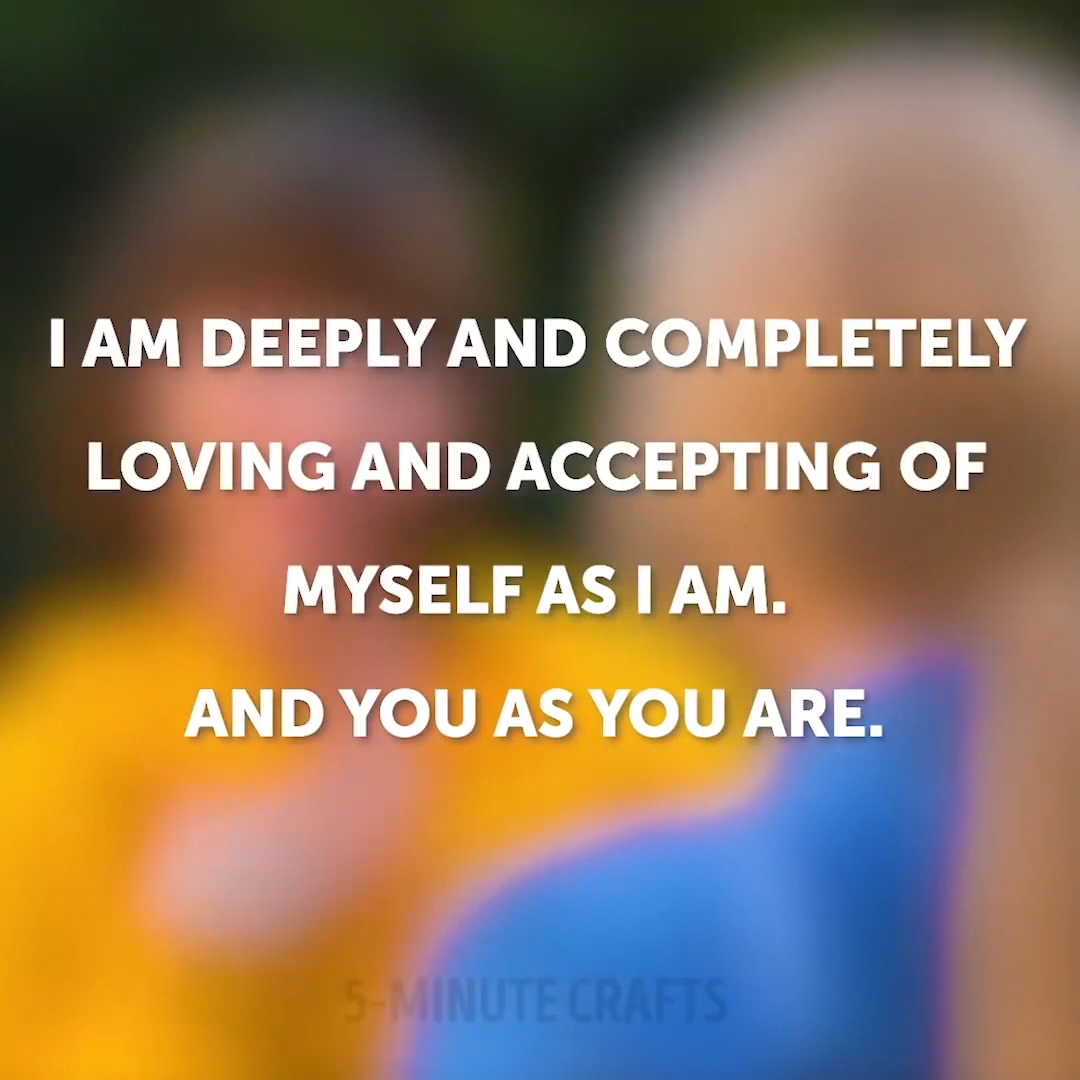 I AM DEEPLY AND COMPLETELY
LOVING AND ACCEPTING OF
MYSELF AS I AM.
AND YOU AS YOU ARE.
5-MINUTE CRAFTS